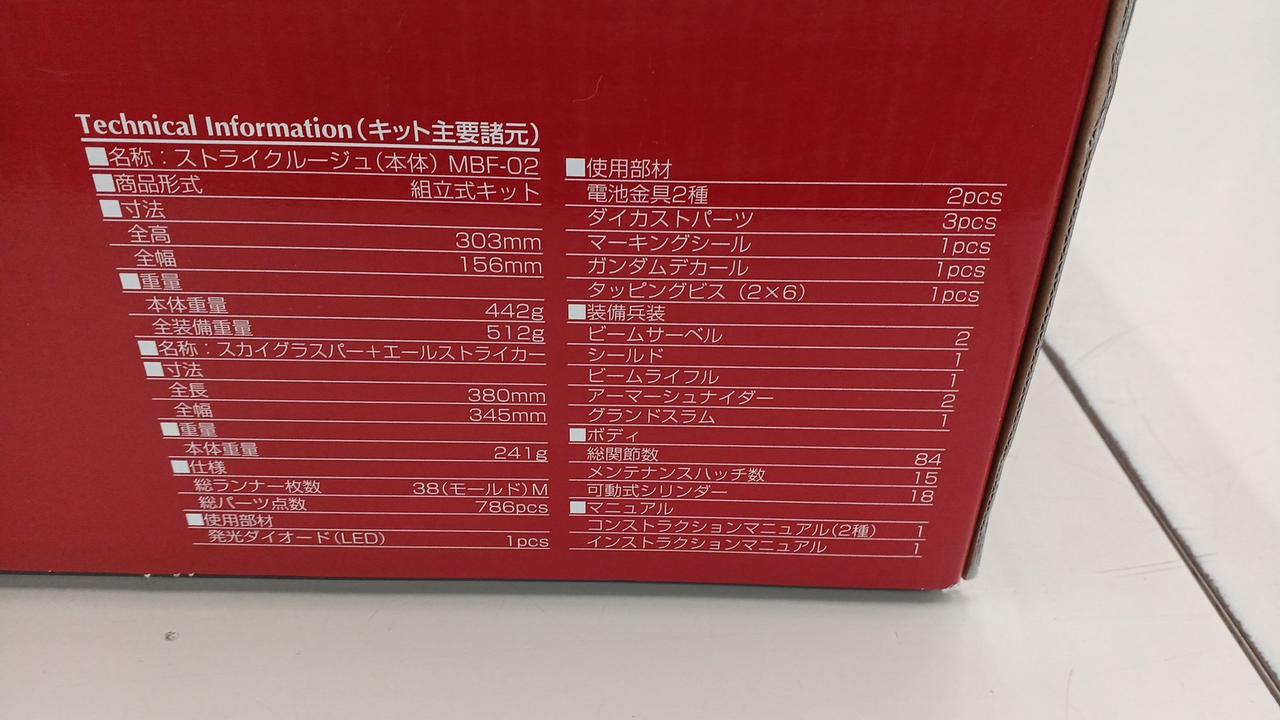 Technical Information(キット主要諸元)
■名称：ストライクルージュ(本体) MBF-02
■商品形式 組立式キット
■寸法
全高 303mm
全幅 156mm
■重量
本体重量 442g
全装備重量 512g
■名称：スカイグラスパー＋エールストライカー
■寸法
全長 380mm
全幅 345mm
■重量
本体重量 241g
■仕様
総ランナー枚数 38(モールド)M
総パーツ点数 786pcs
■使用部材
発光ダイオード(LED) 1pcs
■使用部材
電池金具2種 2pcs
ダイカストパーツ 3pcs
マーキングシール 1pcs
ガンダムデカール 1pcs
タッピングビス（2×6） 1pcs
■装備兵装
ビームサーベル 2
シールド 1
ビームライフル 1
アーマーシュナイダー 2
グランドスラム 1
■ボディ
総関節数 84
メンテナンスハッチ数 15
可動式シリンダー 18
■マニュアル
コンストラクションマニュアル(2種) 1
インストラクションマニュアル 1